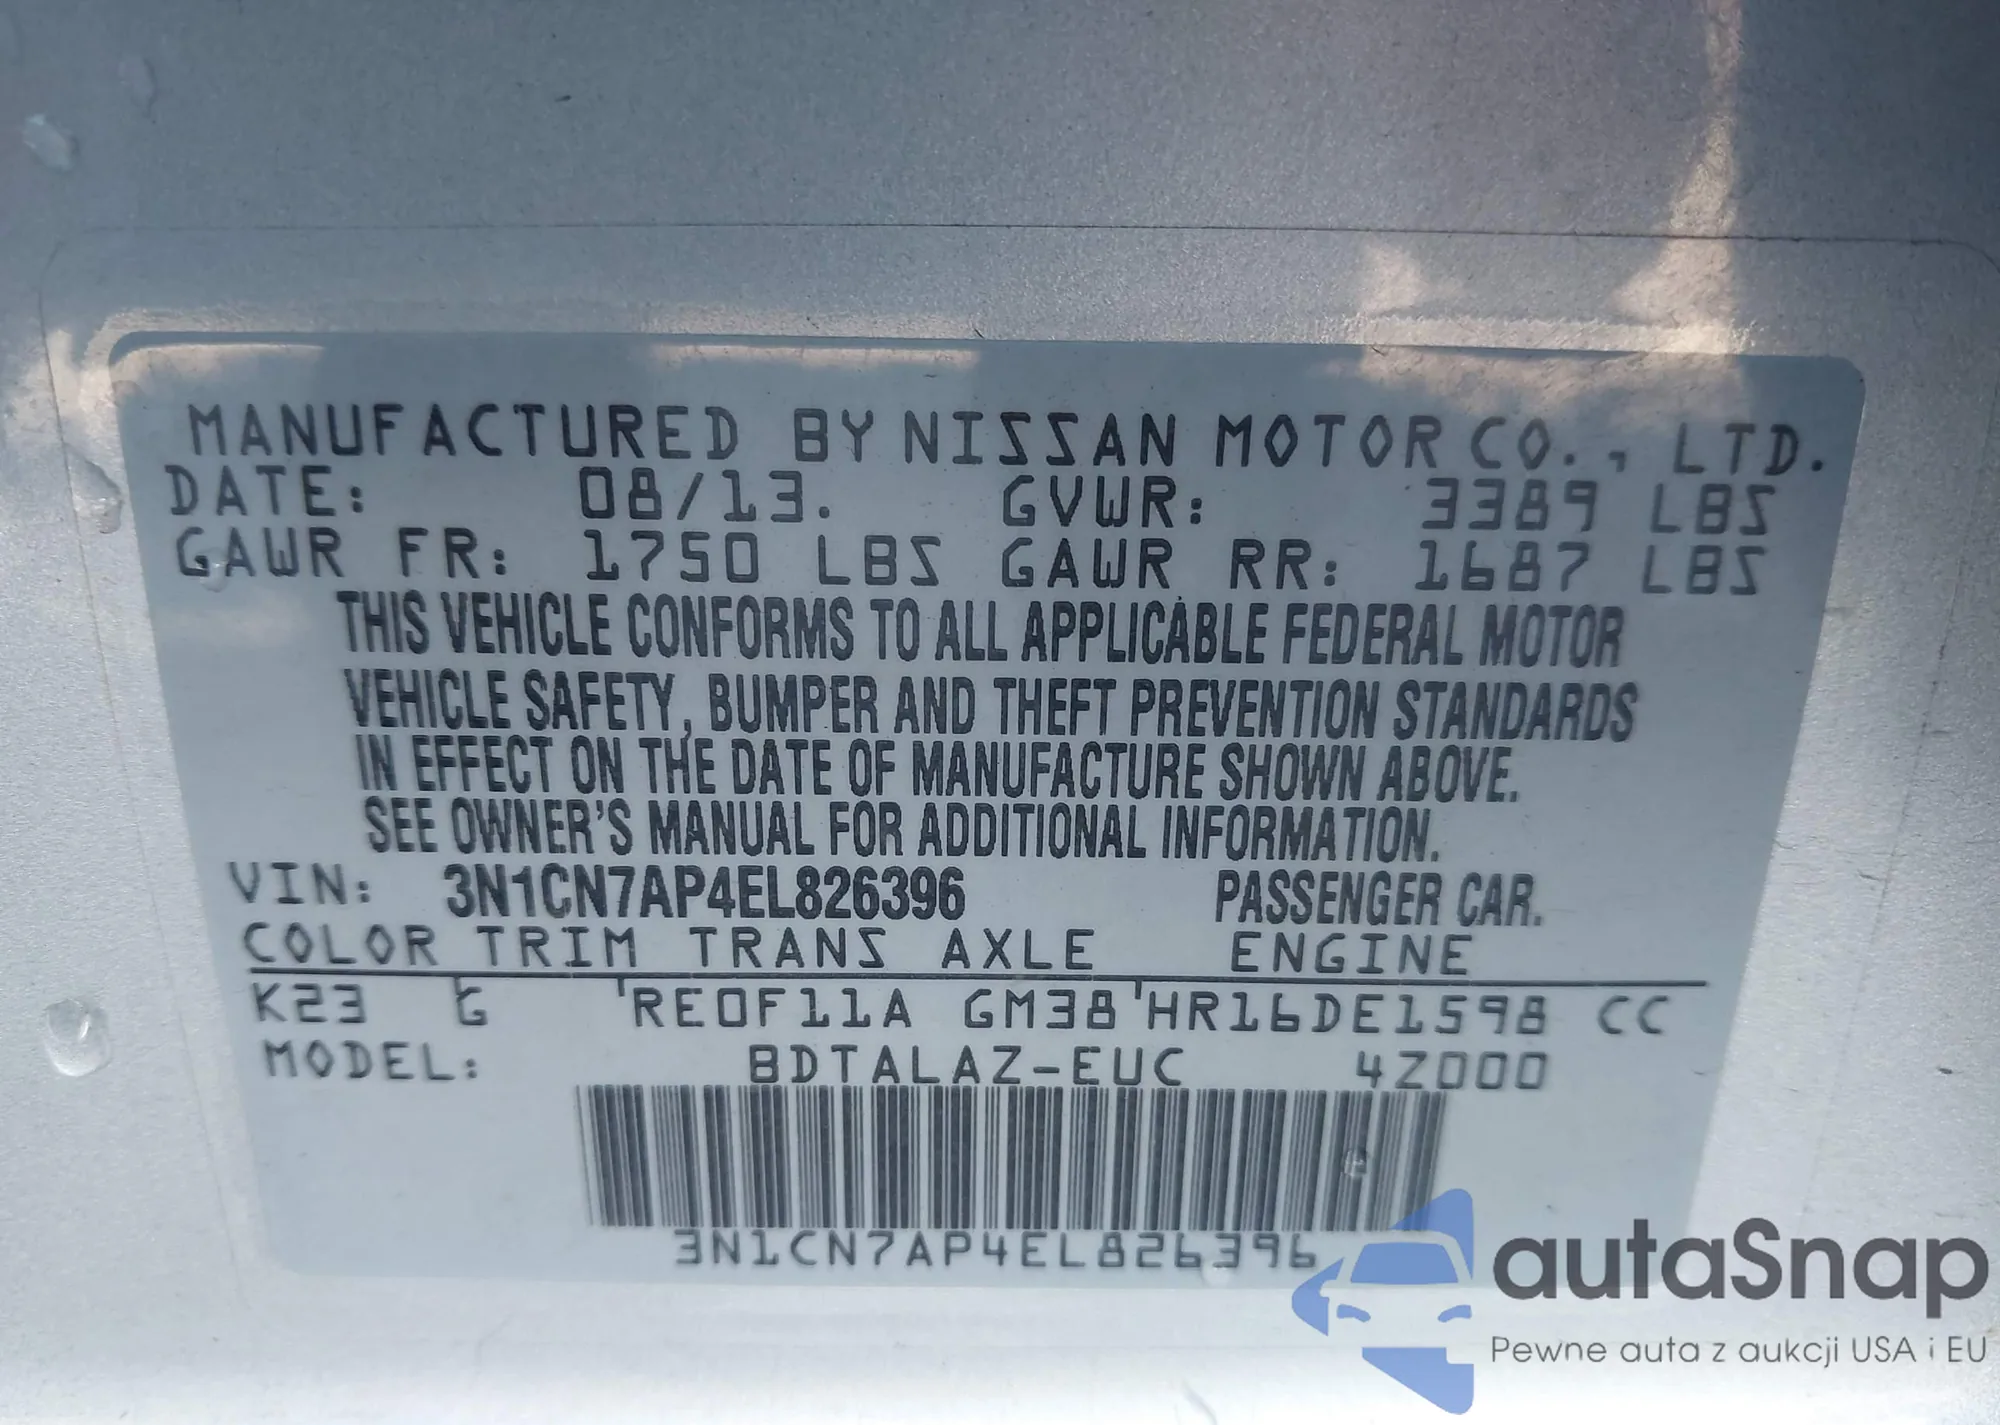 MANUFACTURED BY NISSAN MOTOR CO., LTD.
DATE: 08/13. GVWR: 3389 LBS
GAWR FR: 1750 LBS GAWR RR: 1687 LBS
THIS VEHICLE CONFORMS TO ALL APPLICABLE FEDERAL MOTOR
VEHICLE SAFETY, BUMPER AND THEFT PREVENTION STANDARDS
IN EFFECT ON THE DATE OF MANUFACTURE SHOWN ABOVE.
SEE OWNER'S MANUAL FOR ADDITIONAL INFORMATION.
VIN: 3N1CN7AP4EL826396 PASSENGER CAR.
COLOR TRIM TRANS AXLE ENGINE
K23 G RE0F11A GM38 HR16DE1598 CC
MODEL: BDTALAZ-EUC 4Z000
3N1CN7AP4EL826396
autaSnap
Pewne auta z aukcji USA i EU